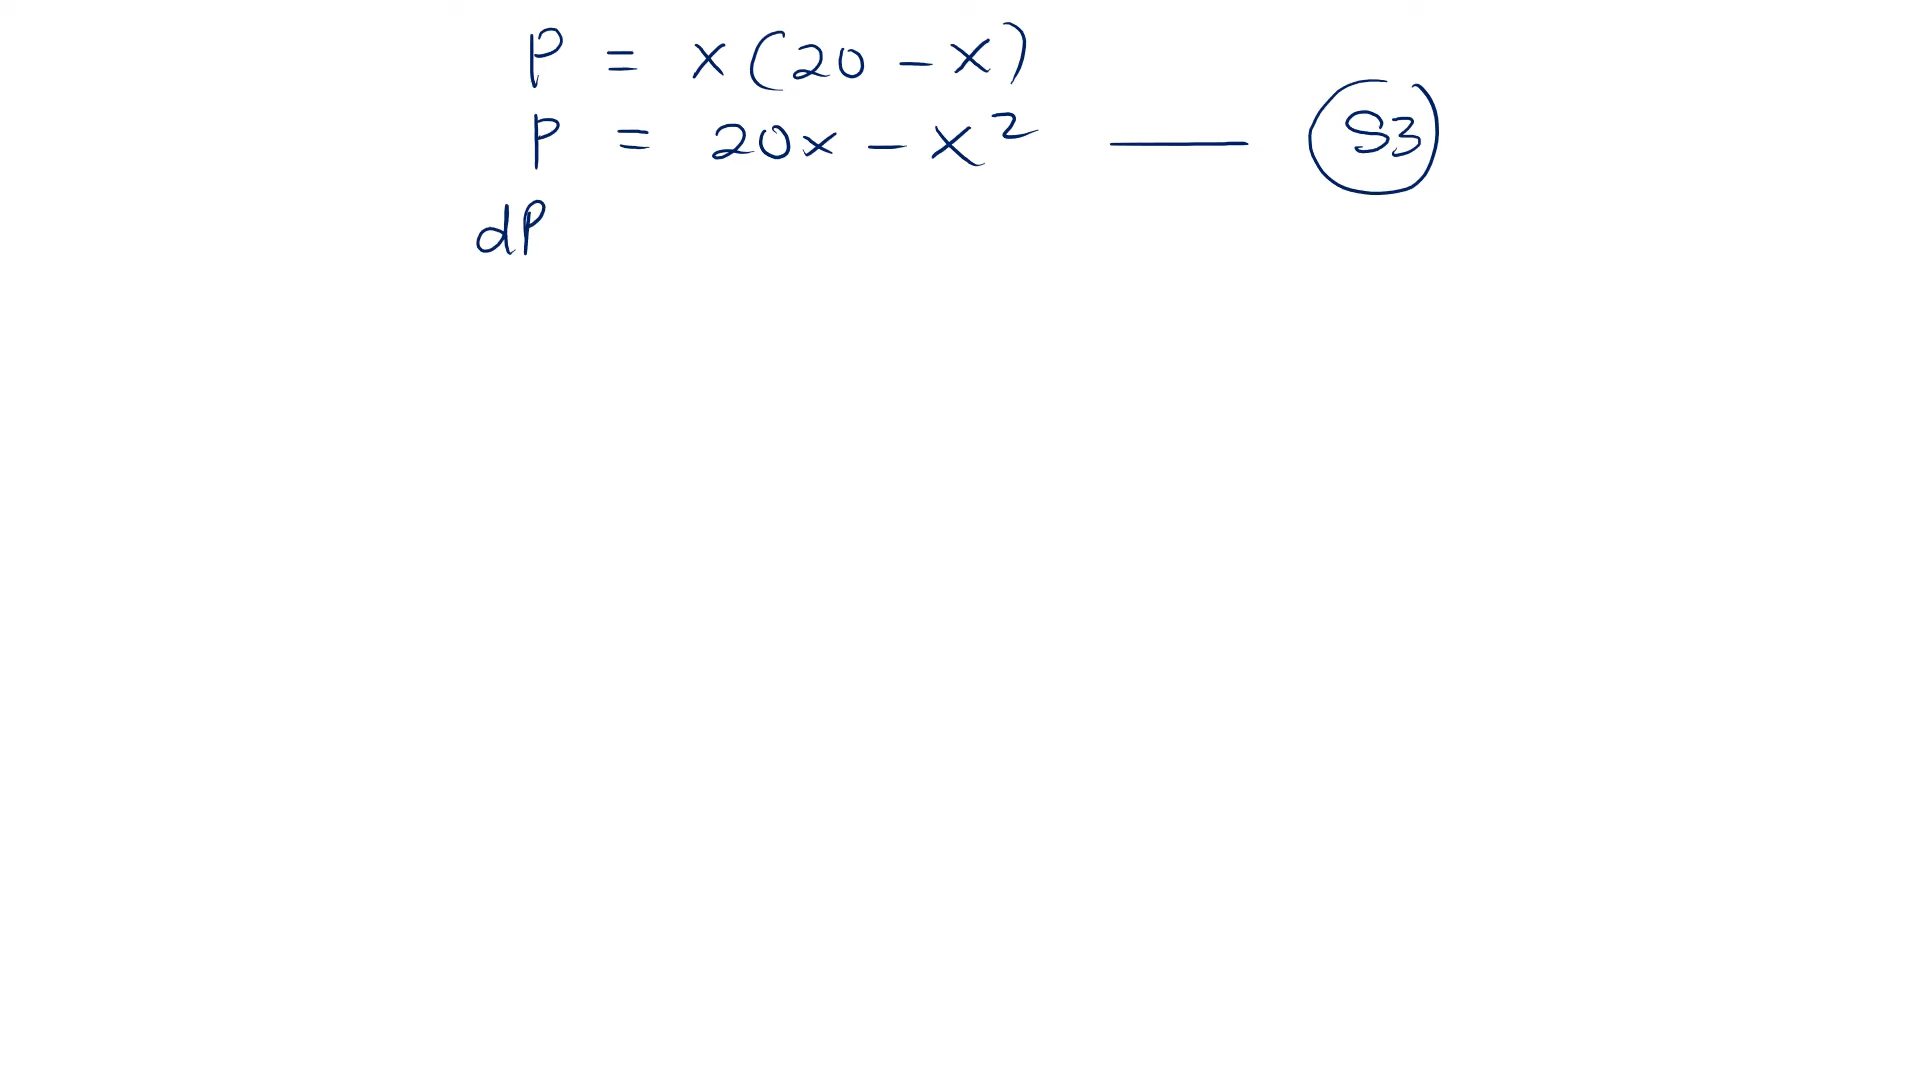 P = x(20 - x)
P = 20x - x² —— S3
dP